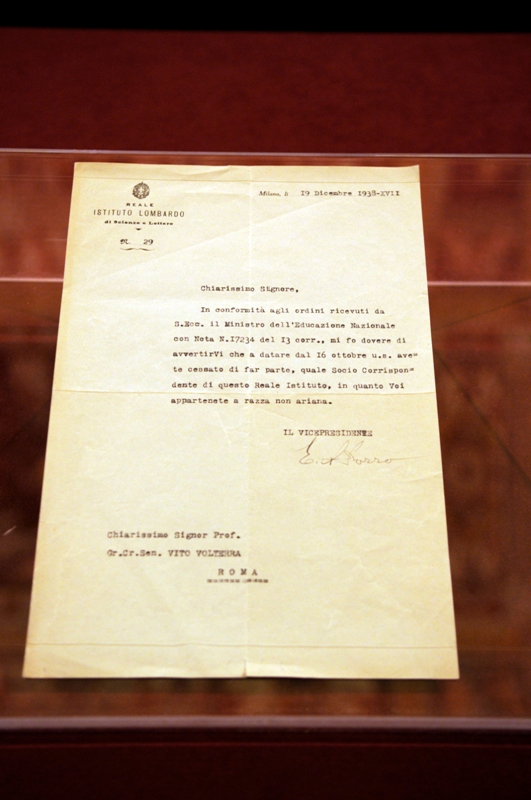 REALE
ISTITUTO LOMBARDO
di Scienze e Lettere
N. 29
Milano, li 19 Dicembre 1938-XVII
Chiarissimo Signore,
In conformità agli ordini ricevuti da
S.Ecc. il Ministro dell'Educazione Nazionale
con Nota N.17234 del 13 corr., mi fo dovere di
avvertirVi che a datare dal 16 ottobre u.s. ave=
te cessato di far parte, quale Socio Corrispon=
dente di questo Reale Istituto, in quanto Voi
appartenete a razza non ariana.
IL VICEPRESIDENTE
Chiarissimo Signor Prof.
Gr.Cr.Sen. VITO VOLTERRA
ROMA